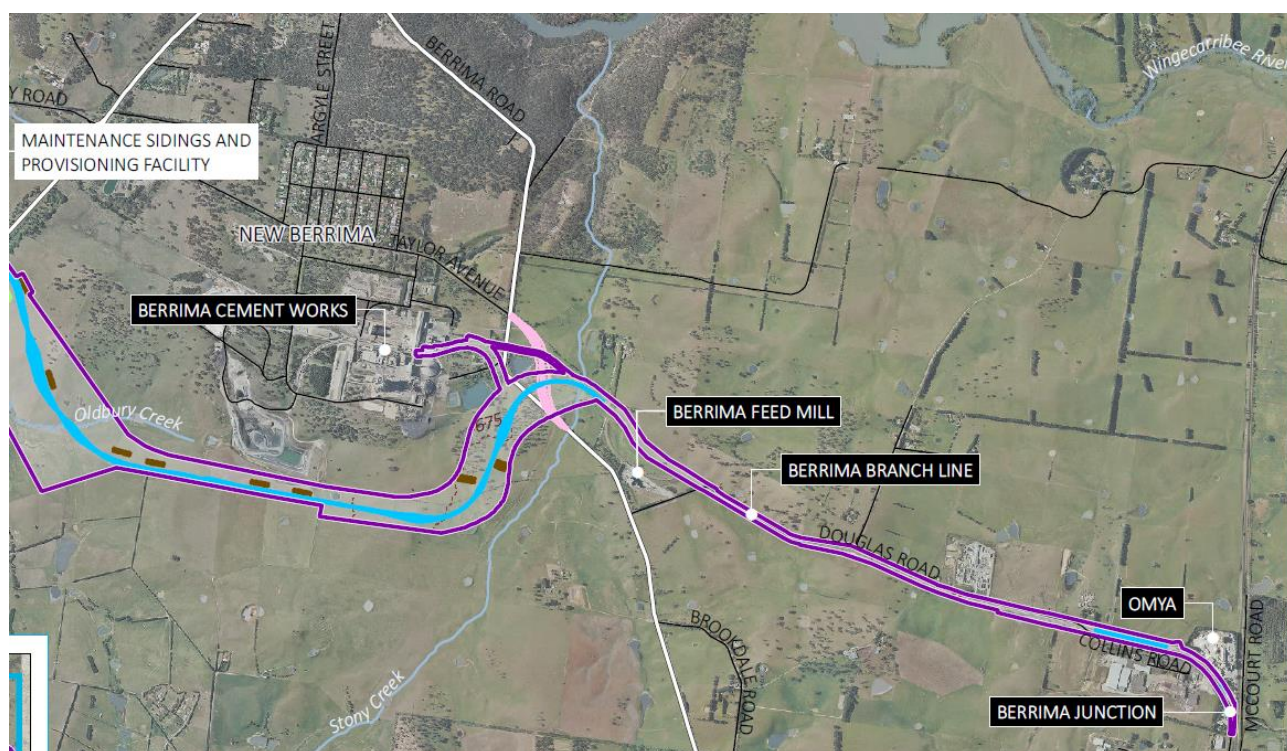 Wingecarribee River
BERRIMA ROAD
ARGYLE STREET
Y ROAD
MAINTENANCE SIDINGS AND
PROVISIONING FACILITY
NEW BERRIMA
TAYLOR AVENUE
BERRIMA CEMENT WORKS
Oldbury Creek
675
BERRIMA FEED MILL
BERRIMA BRANCH LINE
DOUGLAS ROAD
OMYA
COLLINS ROAD
BROOKDALE ROAD
MCCOURT ROAD
Stony Creek
BERRIMA JUNCTION